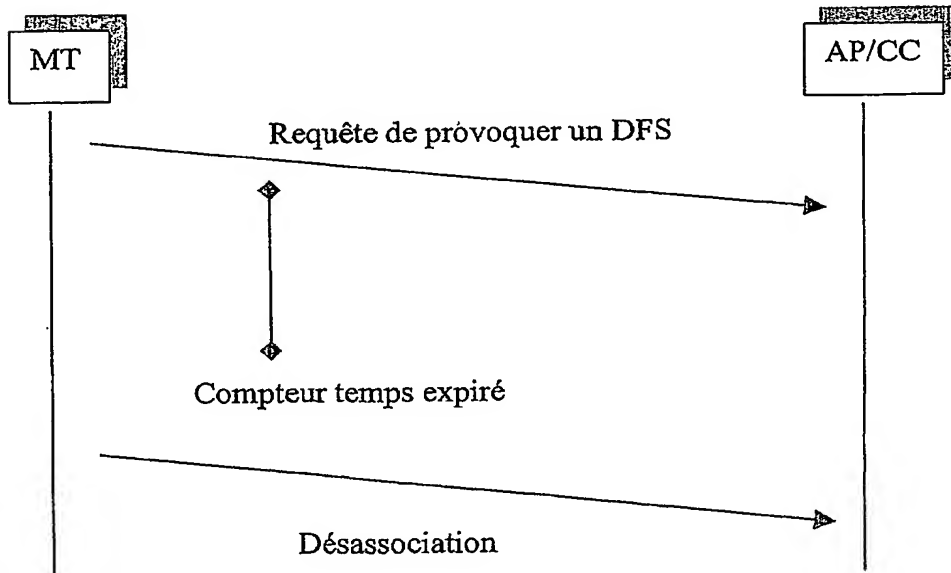 MT
AP/CC
Requête de provoquer un DFS
Compteur temps expiré
Désassociation